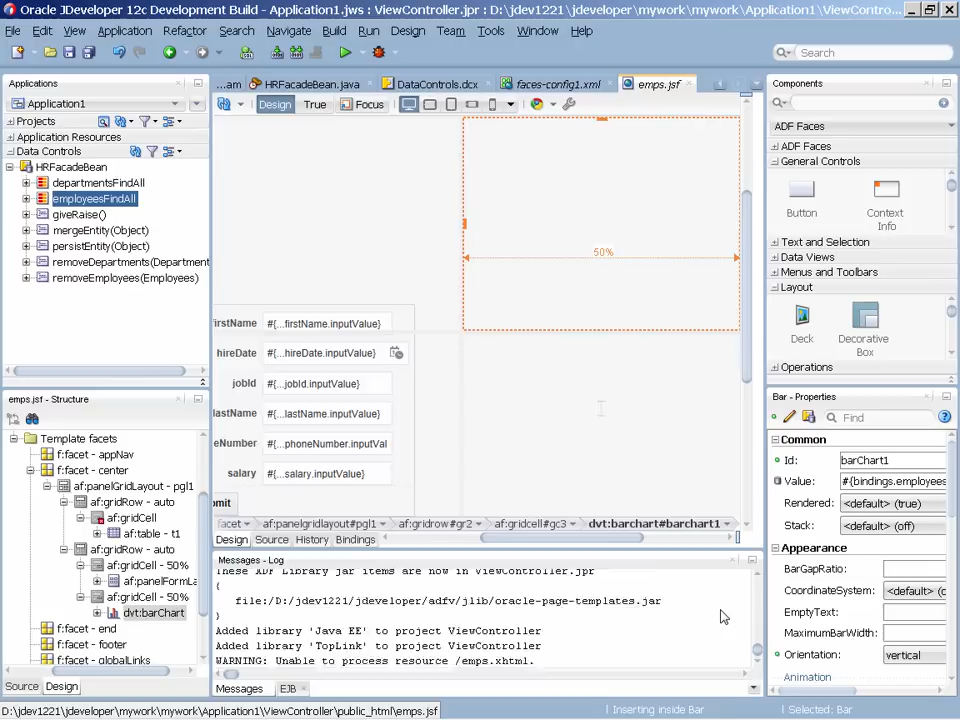 Oracle JDeveloper 12c Development Build - Application1.jws : ViewController.jpr : D:\jdev1221\jdeveloper\mywork\mywork\Application1\ViewContro...
File Edit View Application Refactor Search Navigate Build Run Design Team Tools Window Help
Search
Applications
Application1
Projects
Application Resources
Data Controls
HRFacadeBean
departmentsFindAll
employeesFindAll
giveRaise()
mergeEntity(Object)
persistEntity(Object)
removeDepartments(Department
removeEmployees(Employees)
emps.jsf - Structure
Template facets
f:facet - appNav
f:facet - center
af:panelGridLayout - pgl1
af:gridRow - auto
af:gridCell
af:table - t1
af:gridRow - auto
af:gridCell - 50%
af:panelFormLa
af:gridCell - 50%
dvt:barChart
f:facet - end
f:facet - footer
f:facet - globalLinks
Source Design
...am HRFacadeBean.java DataControls.dcx faces-config1.xml emps.jsf
Design True Focus
50%
firstName #{...firstName.inputValue}
hireDate #{...hireDate.inputValue}
jobId #{...jobId.inputValue}
lastName #{...lastName.inputValue}
eNumber #{...phoneNumber.inputVal
salary #{...salary.inputValue}
mit
facet af:panelgridlayout#pgl1 af:gridrow#gr2 af:gridcell#gc3 dvt:barchart#barchart1
Design Source History Bindings
Messages - Log
These ADF Library jar items are now in ViewController.jpr
{
file:/D:/jdev1221/jdeveloper/adfv/jlib/oracle-page-templates.jar
}
Added library 'Java EE' to project ViewController
Added library 'TopLink' to project ViewController
WARNING: Unable to process resource /emps.xhtml.
Messages EJB
Components
ADF Faces
ADF Faces
General Controls
Button
Context Info
Text and Selection
Data Views
Menus and Toolbars
Layout
Deck
Decorative Box
Operations
Bar - Properties
Find
Common
Id: barChart1
Value: #{bindings.employees
Rendered: <default> (true)
Stack: <default> (off)
Appearance
BarGapRatio:
CoordinateSystem: <default> (c
EmptyText:
MaximumBarWidth:
Orientation: vertical
Animation
D:\jdev1221\jdeveloper\mywork\mywork\Application1\ViewController\public_html\emps.jsf
Inserting inside Bar
Selected: Bar